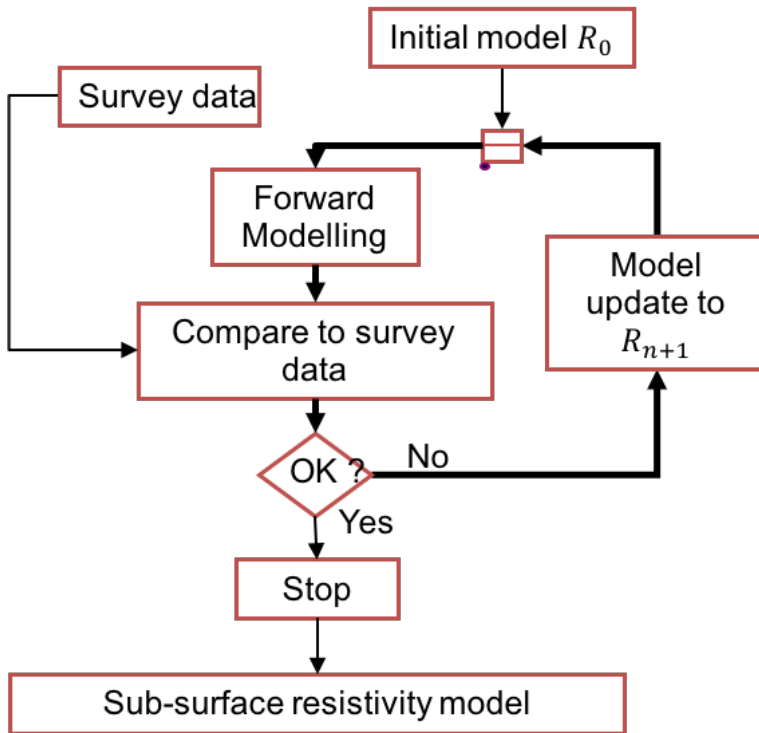 Initial model R₀
Survey data
Forward
Modelling
Model
update to
Rₙ₊₁
Compare to survey
data
OK ?
No
Yes
Stop
Sub-surface resistivity model